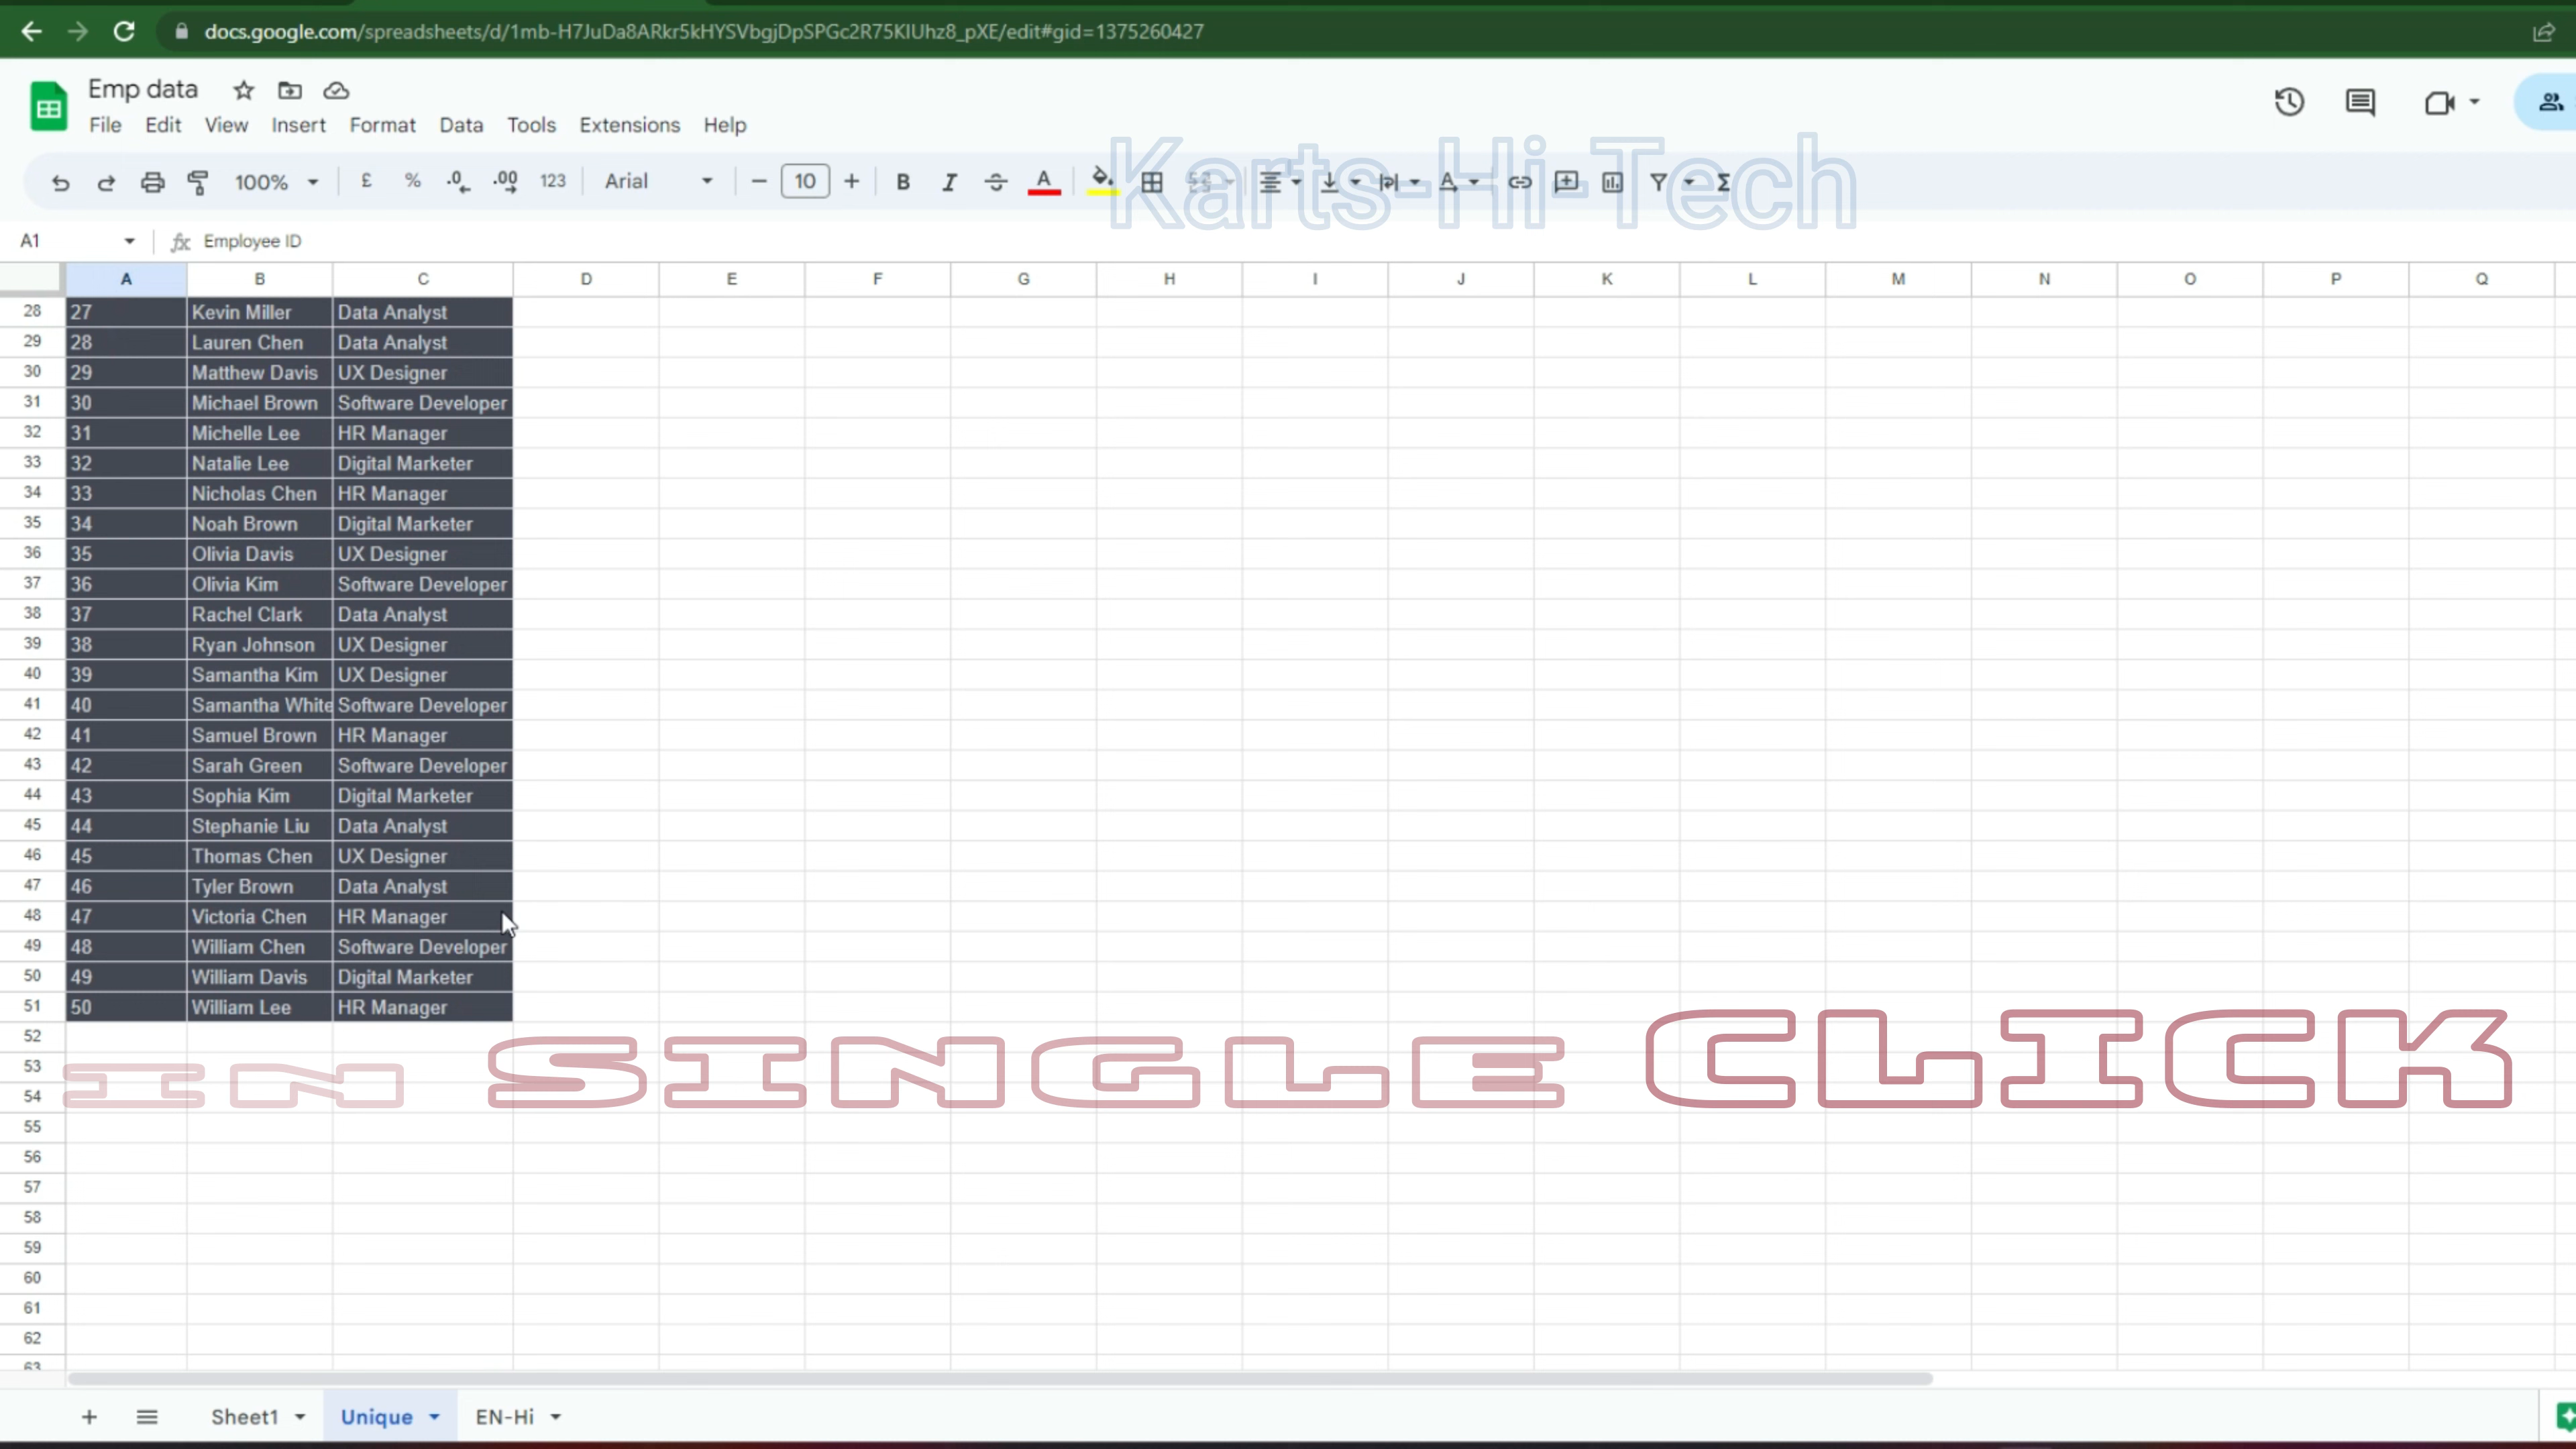 docs.google.com/spreadsheets/d/1mb-H7JuDa8ARkr5kHYSVbgjDpSPGc2R75KIUhz8_pXE/edit#gid=1375260427
Emp data
File Edit View Insert Format Data Tools Extensions Help
Karts-Hi-Tech
100% £ % .0 .00 123 Arial 10 B I A A Σ
A1 fx Employee ID
A B C D E F G H I J K L M N O P Q
28 27 Kevin Miller Data Analyst
29 28 Lauren Chen Data Analyst
30 29 Matthew Davis UX Designer
31 30 Michael Brown Software Developer
32 31 Michelle Lee HR Manager
33 32 Natalie Lee Digital Marketer
34 33 Nicholas Chen HR Manager
35 34 Noah Brown Digital Marketer
36 35 Olivia Davis UX Designer
37 36 Olivia Kim Software Developer
38 37 Rachel Clark Data Analyst
39 38 Ryan Johnson UX Designer
40 39 Samantha Kim UX Designer
41 40 Samantha White Software Developer
42 41 Samuel Brown HR Manager
43 42 Sarah Green Software Developer
44 43 Sophia Kim Digital Marketer
45 44 Stephanie Liu Data Analyst
46 45 Thomas Chen UX Designer
47 46 Tyler Brown Data Analyst
48 47 Victoria Chen HR Manager
49 48 William Chen Software Developer
50 49 William Davis Digital Marketer
51 50 William Lee HR Manager
52
53
IN SINGLE CLICK
54
55
56
57
58
59
60
61
62
63
Sheet1 Unique EN-Hi